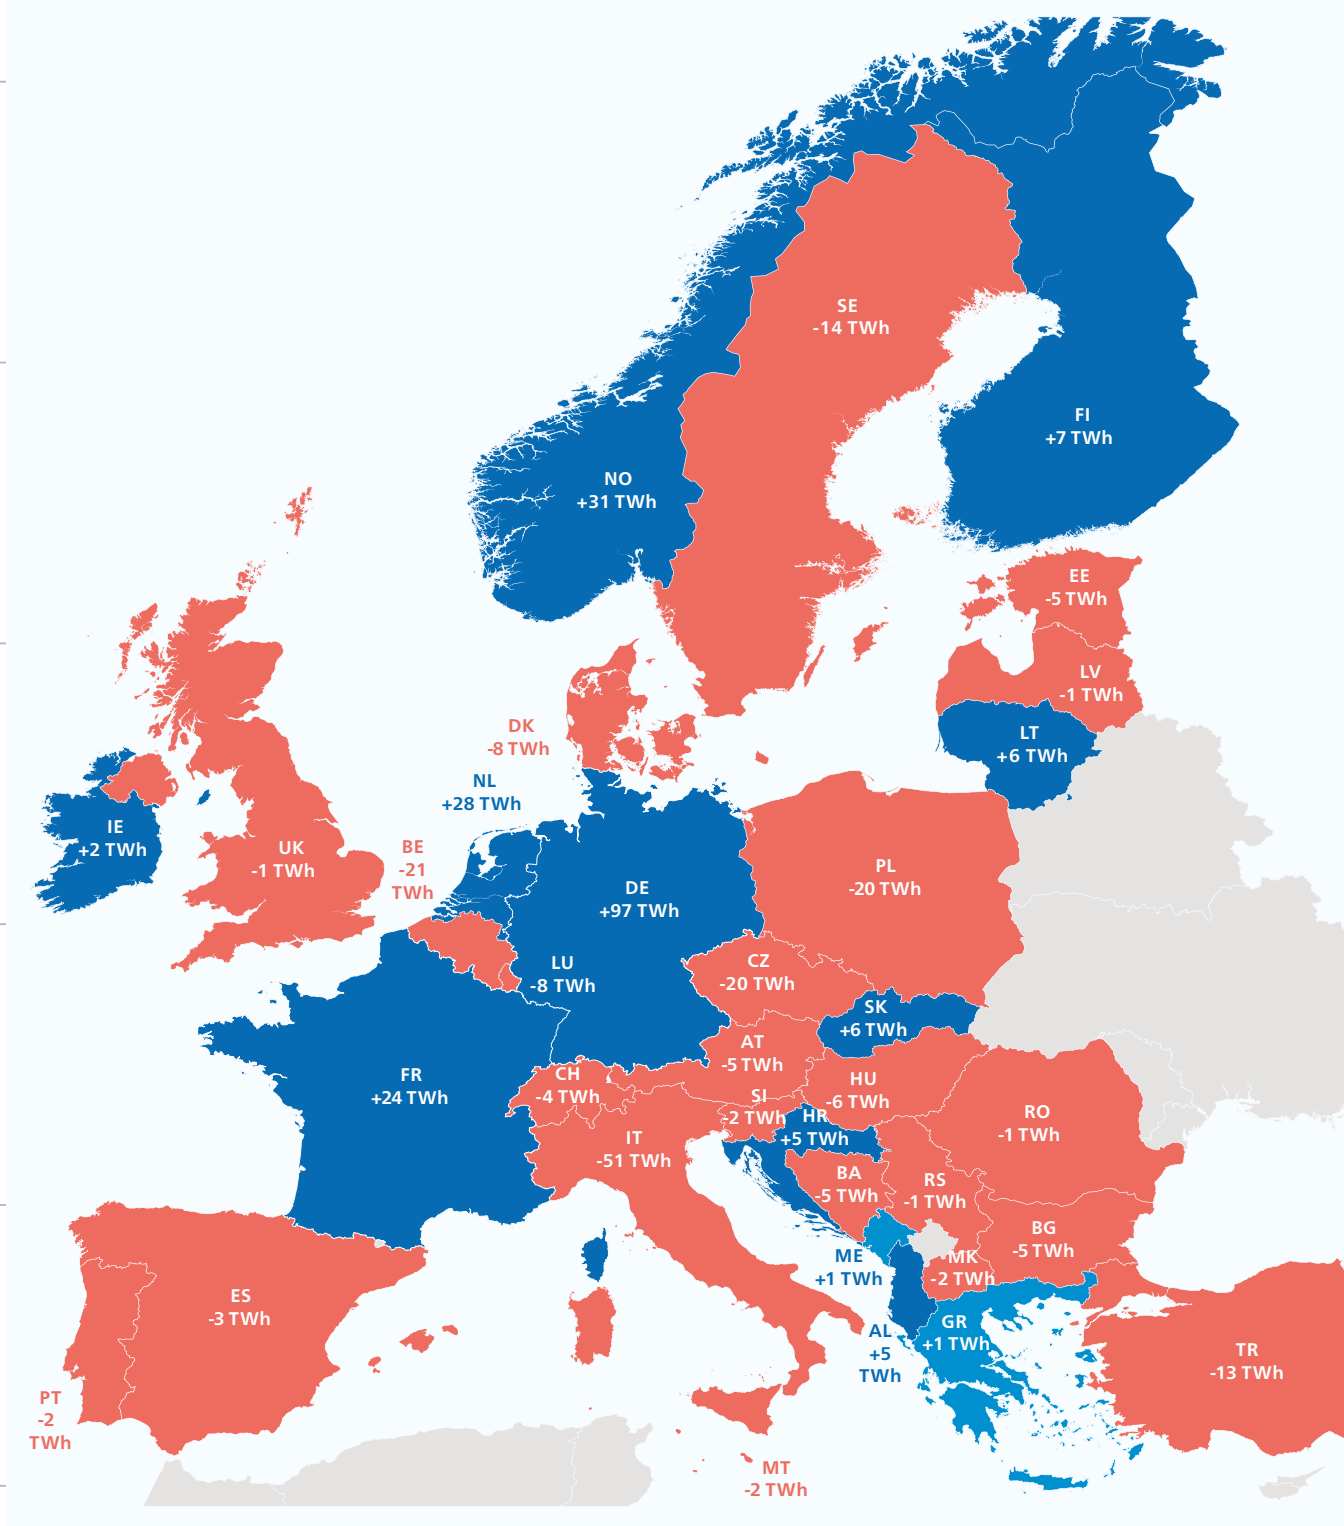 SE
-14 TWh
FI
+7 TWh
NO
+31 TWh
EE
-5 TWh
LV
-1 TWh
DK
-8 TWh
LT
+6 TWh
NL
+28 TWh
IE
+2 TWh
UK
-1 TWh
BE
-21
TWh
DE
+97 TWh
PL
-20 TWh
LU
-8 TWh
CZ
-20 TWh
SK
+6 TWh
AT
-5 TWh
FR
+24 TWh
CH
-4 TWh
HU
-6 TWh
SI
-2 TWh
HR
+5 TWh
RO
-1 TWh
IT
-51 TWh
BA
-5 TWh
RS
-1 TWh
BG
-5 TWh
ME
+1 TWh
MK
-2 TWh
ES
-3 TWh
AL
+5
TWh
GR
+1 TWh
TR
-13 TWh
PT
-2
TWh
MT
-2 TWh